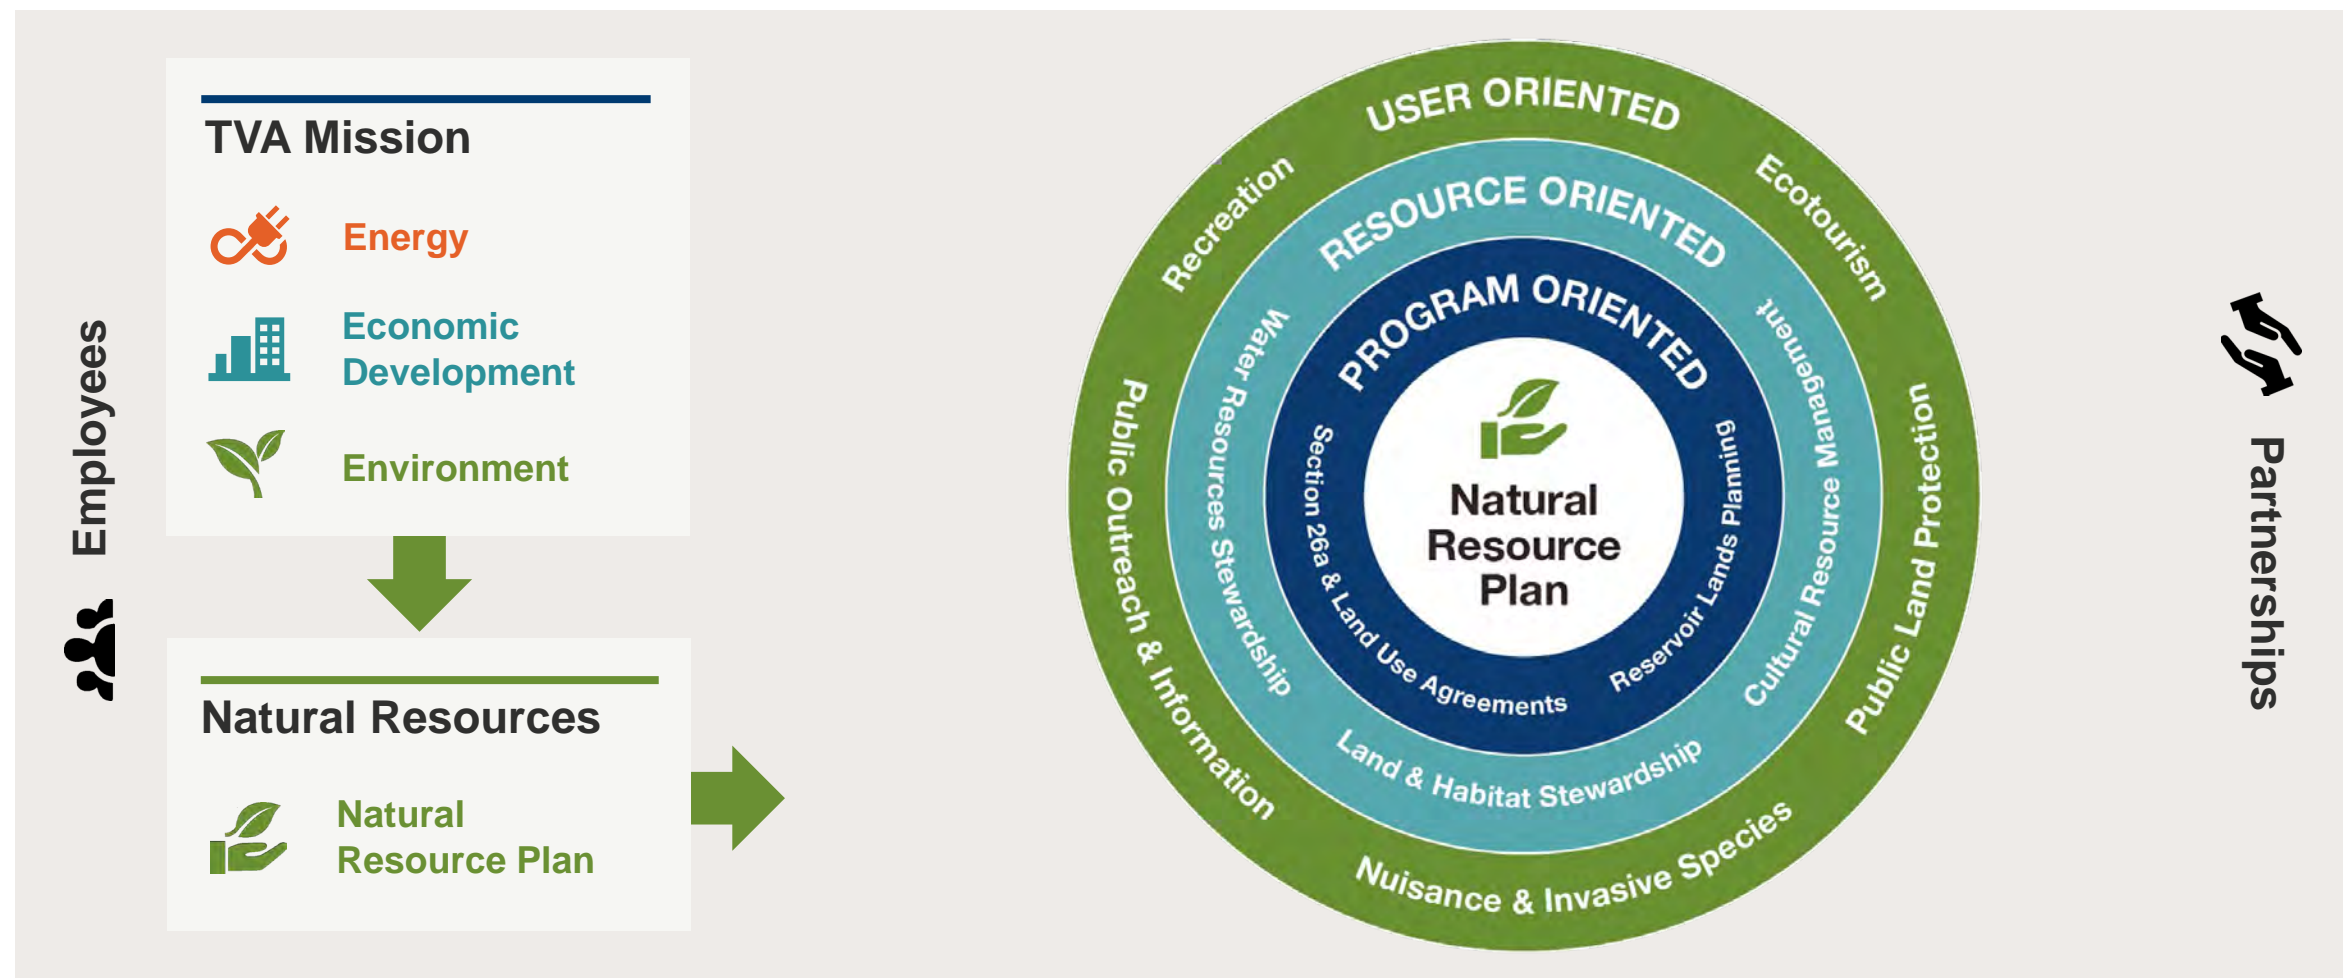 Employees
TVA Mission
Energy
Economic
Development
Environment
Natural Resources
Natural
Resource Plan
USER ORIENTED
Recreation
Ecotourism
Public Outreach & Information
Public Land Protection
Nuisance & Invasive Species
RESOURCE ORIENTED
Water Resources Stewardship
Cultural Resource Management
Land & Habitat Stewardship
PROGRAM ORIENTED
Section 26a & Land Use Agreements
Reservoir Lands Planning
Natural
Resource
Plan
Partnerships